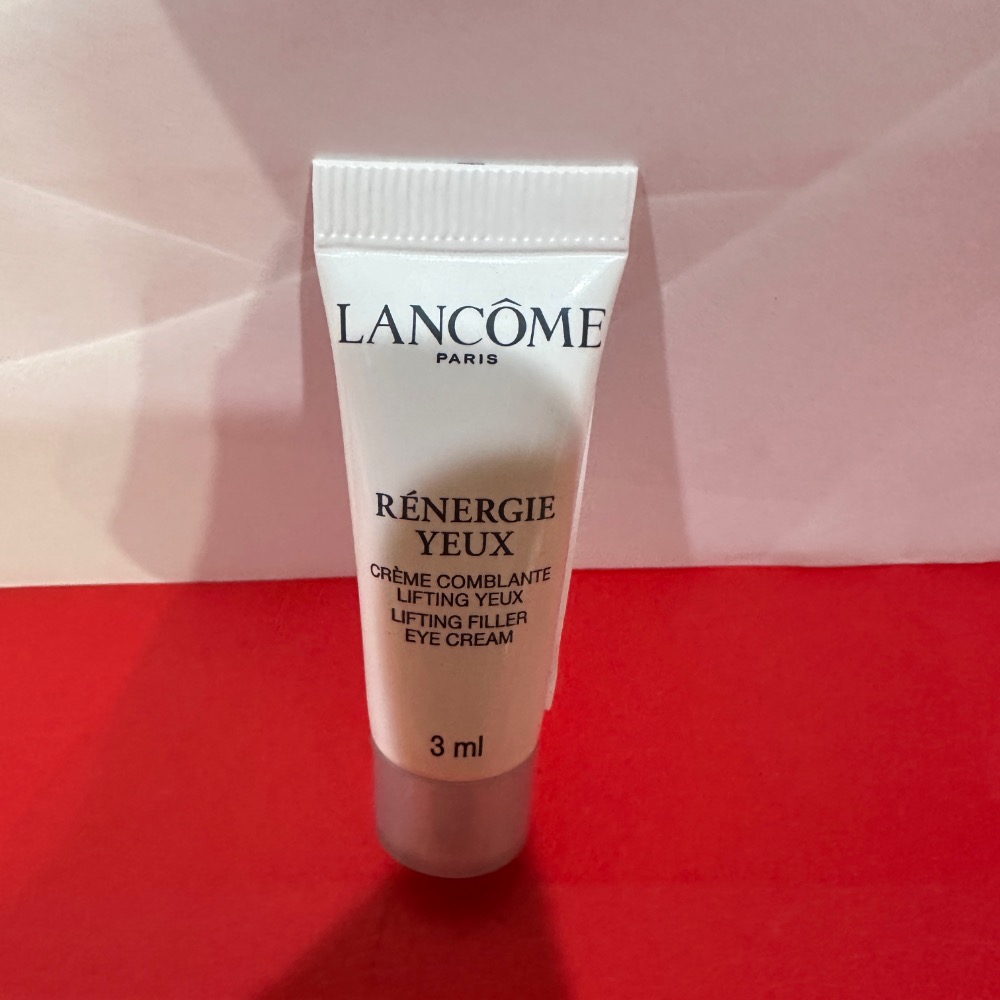 LANCÔME
PARIS
RÉNERGIE
YEUX
CRÈME COMBLANTE
LIFTING YEUX
LIFTING FILLER
EYE CREAM
3 ml